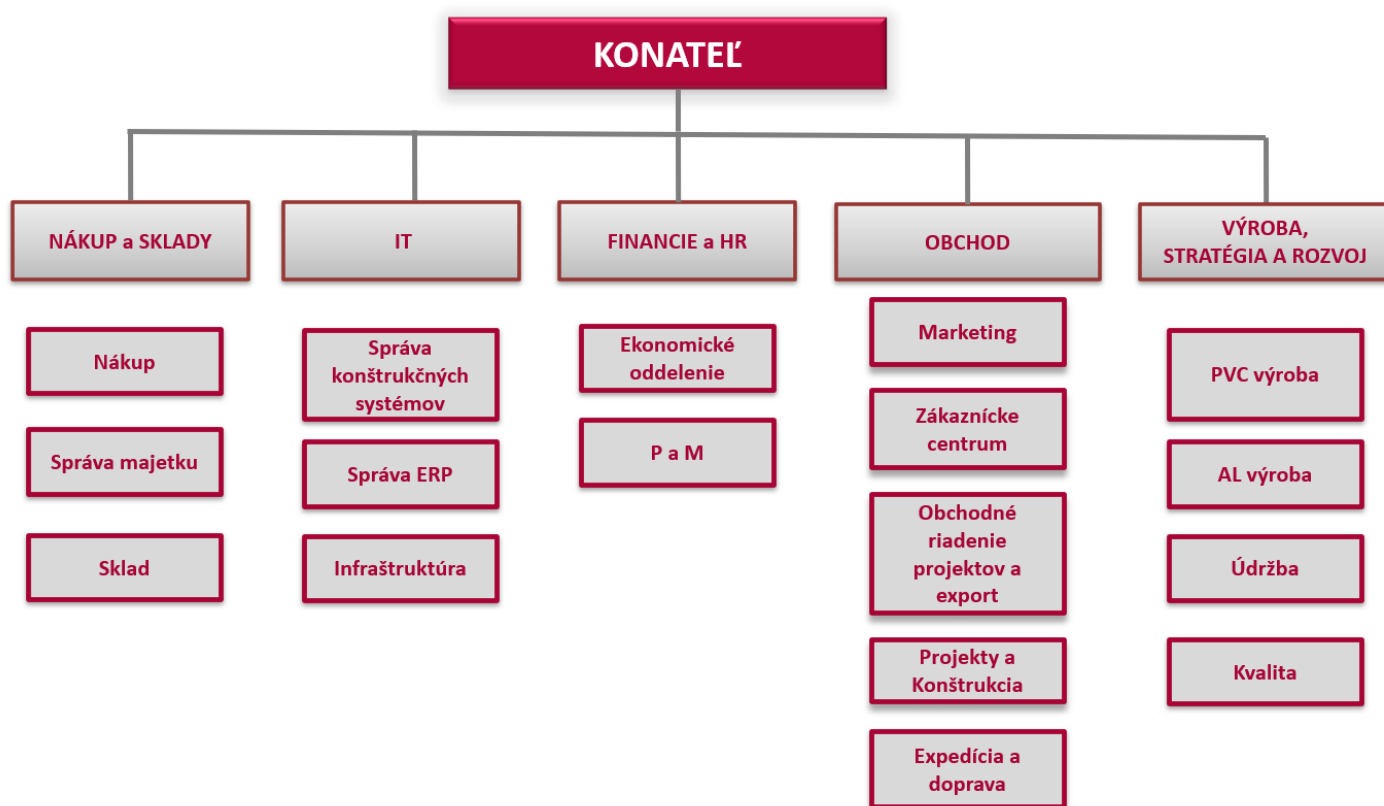 KONATEĽ
NÁKUP a SKLADY
IT
FINANCIE a HR
OBCHOD
VÝROBA,
STRATÉGIA A ROZVOJ
Nákup
Správa majetku
Sklad
Správa
konštrukčných
systémov
Správa ERP
Infraštruktúra
Ekonomické
oddelenie
P a M
Marketing
Zákaznícke
centrum
Obchodné
riadenie
projektov a
export
Projekty a
Konštrukcia
Expedícia a
doprava
PVC výroba
AL výroba
Údržba
Kvalita